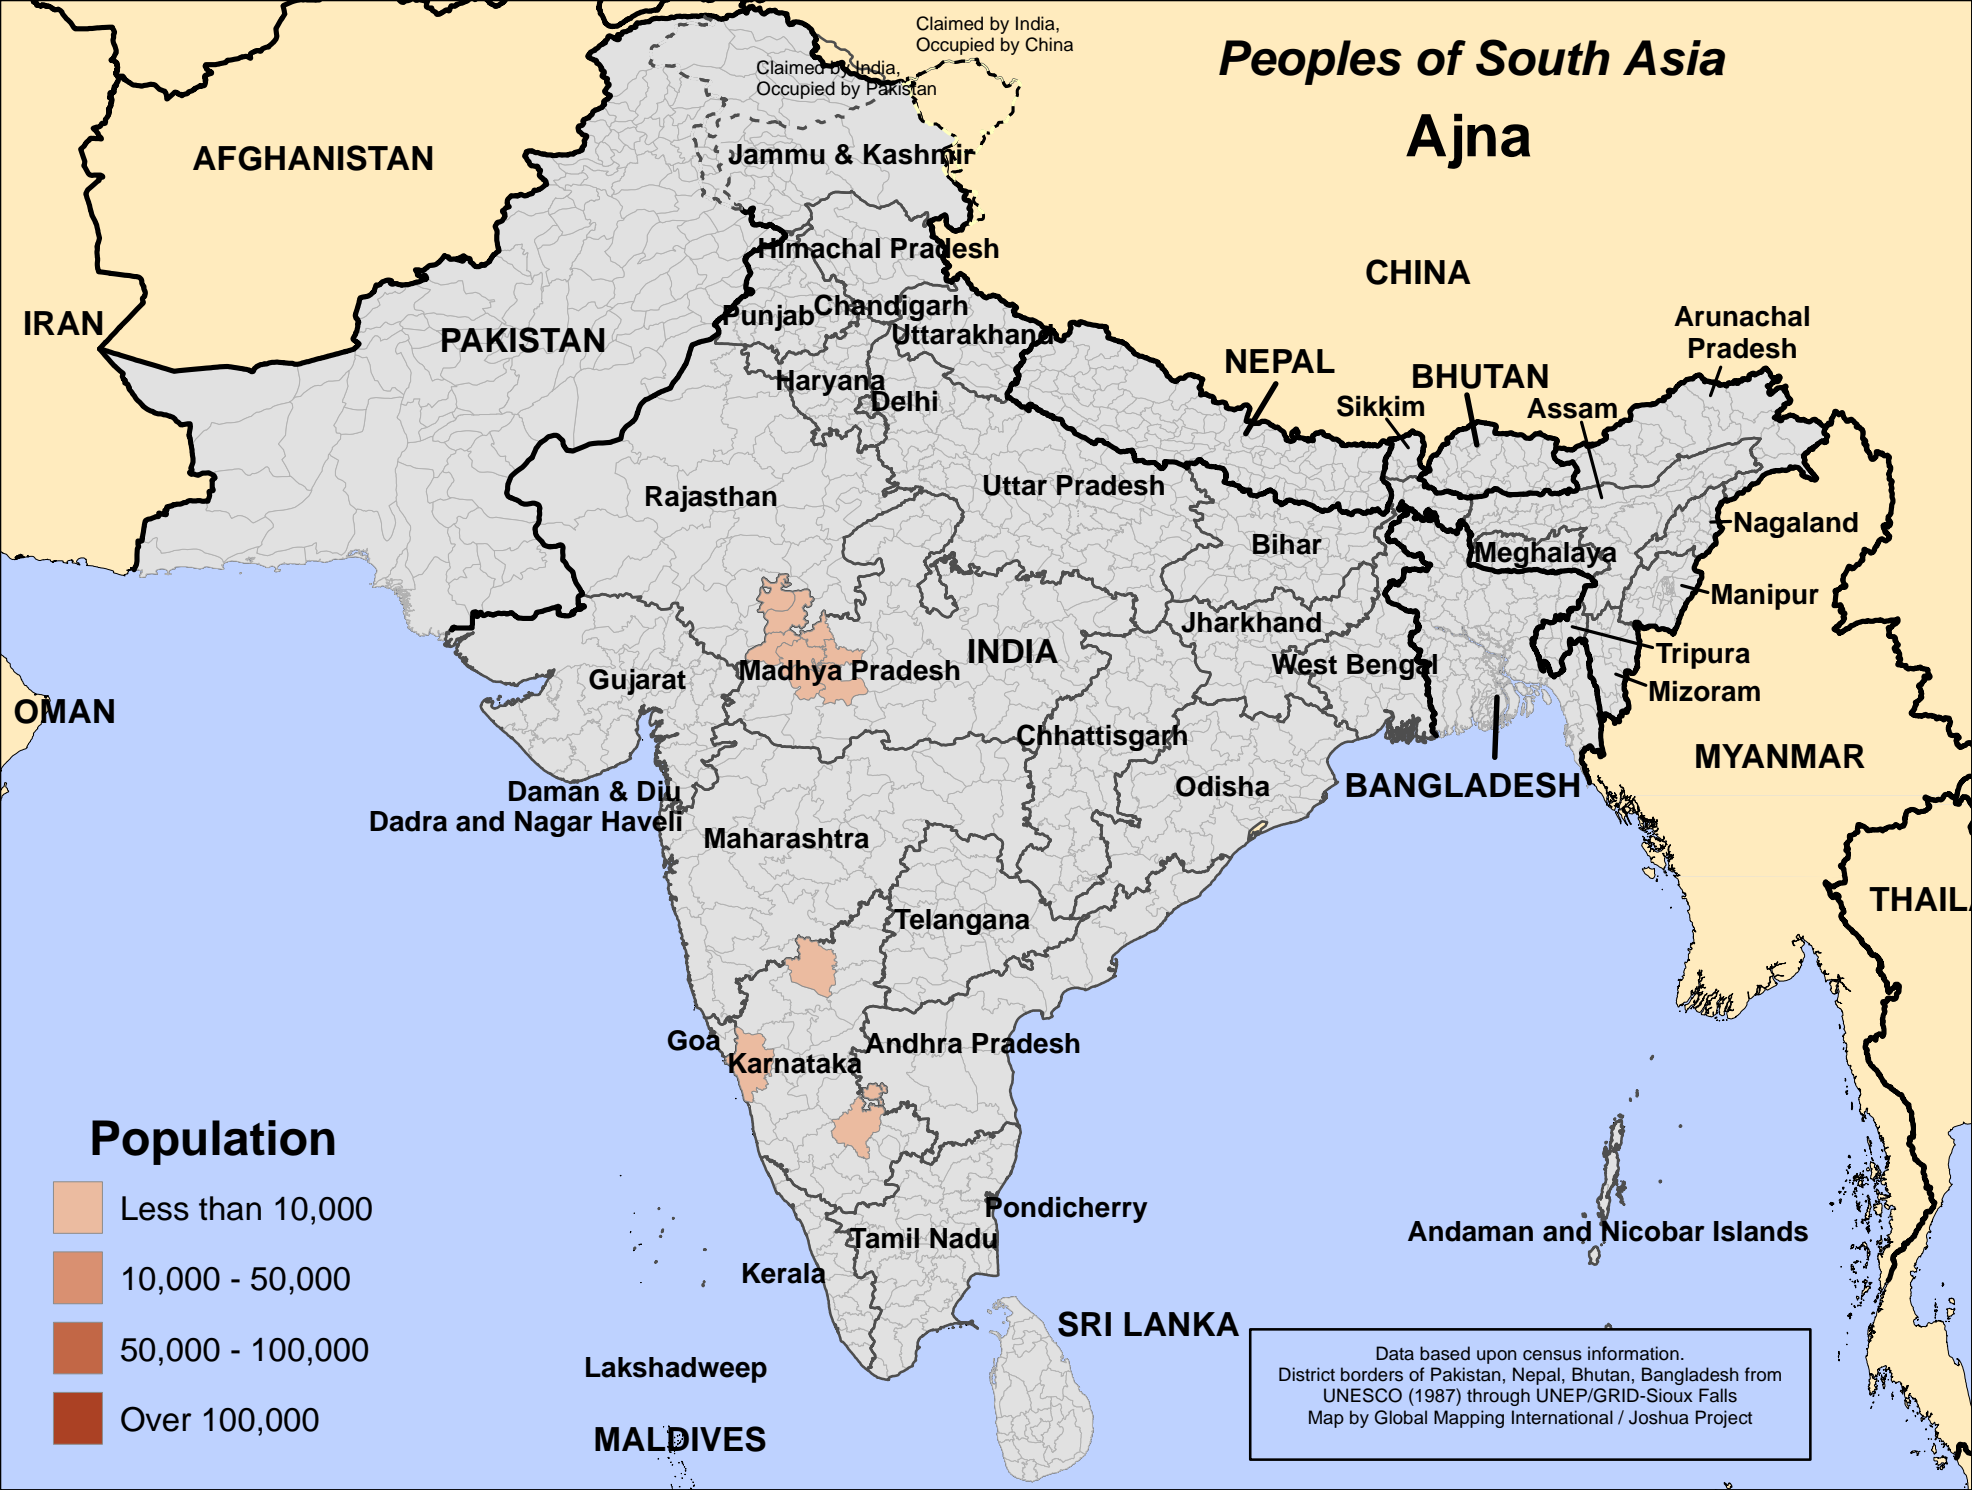 Claimed by India,
Occupied by China
Peoples of South Asia
Ajna
Claimed by India,
Occupied by Pakistan
AFGHANISTAN
Jammu & Kashmir
Himachal Pradesh
CHINA
IRAN
PAKISTAN
Punjab
Chandigarh
Uttarakhand
Arunachal
Pradesh
NEPAL
BHUTAN
Haryana
Delhi
Sikkim
Assam
Rajasthan
Uttar Pradesh
Nagaland
Bihar
Meghalaya
Manipur
Jharkhand
INDIA
Tripura
West Bengal
Madhya Pradesh
Gujarat
Mizoram
OMAN
Chhattisgarh
MYANMAR
Odisha
BANGLADESH
Daman & Diu
Dadra and Nagar Haveli
Maharashtra
THAILA
Telangana
Goa
Karnataka
Andhra Pradesh
Pondicherry
Andaman and Nicobar Islands
Tamil Nadu
Kerala
SRI LANKA
Lakshadweep
MALDIVES
Population
Less than 10,000
10,000 - 50,000
50,000 - 100,000
Over 100,000
Data based upon census information.
District borders of Pakistan, Nepal, Bhutan, Bangladesh from
UNESCO (1987) through UNEP/GRID-Sioux Falls
Map by Global Mapping International / Joshua Project